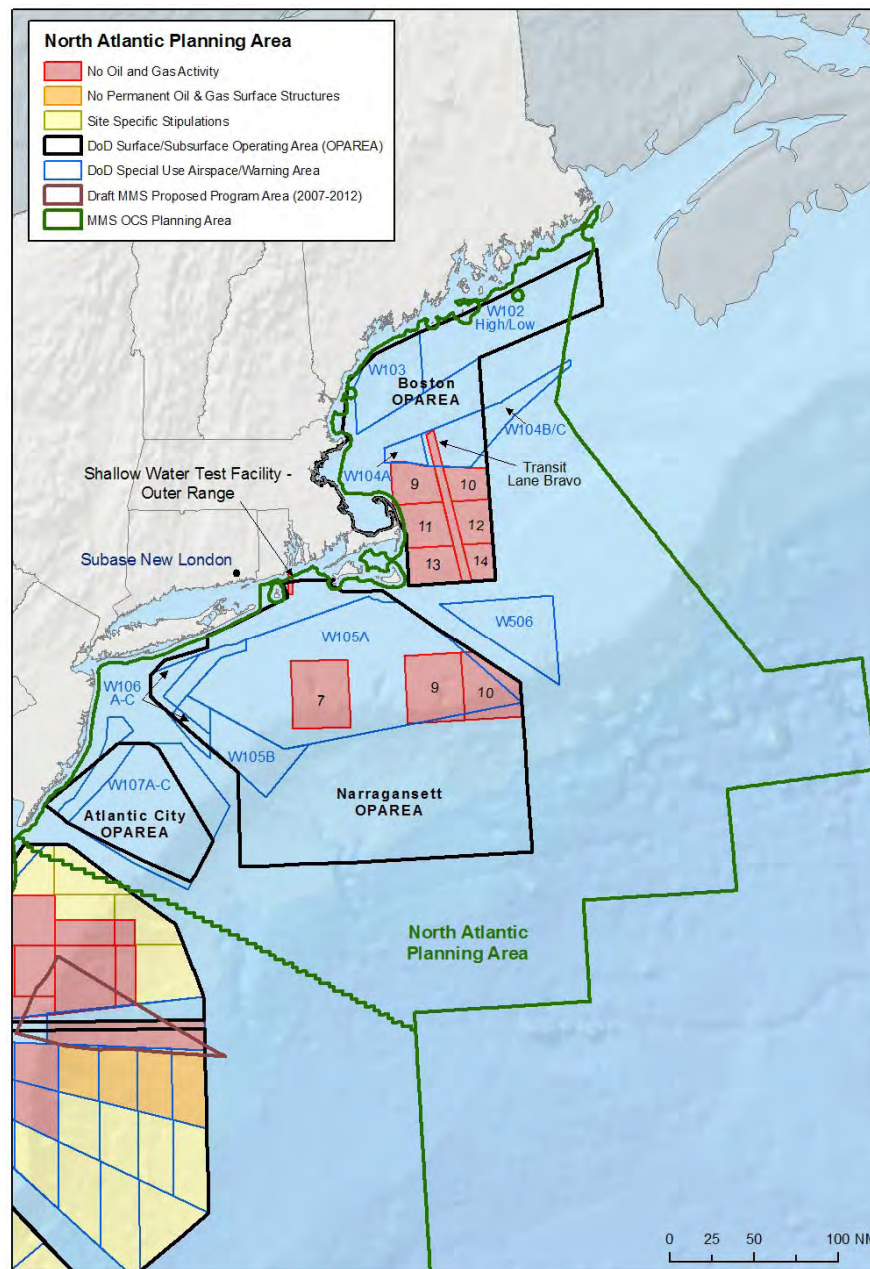 North Atlantic Planning Area
No Oil and Gas Activity
No Permanent Oil & Gas Surface Structures
Site Specific Stipulations
DoD Surface/Subsurface Operating Area (OPAREA)
DoD Special Use Airspace/Warning Area
Draft MMS Proposed Program Area (2007-2012)
MMS OCS Planning Area
W102
High/Low
W103
Boston
OPAREA
W104B/C
W104A
Transit
Lane Bravo
Shallow Water Test Facility -
Outer Range
9
10
11
12
13
14
Subase New London
W506
W105A
W106
A-C
7
9
10
W105B
W107A-C
Narragansett
OPAREA
Atlantic City
OPAREA
North Atlantic
Planning Area
0 25 50 100 NM